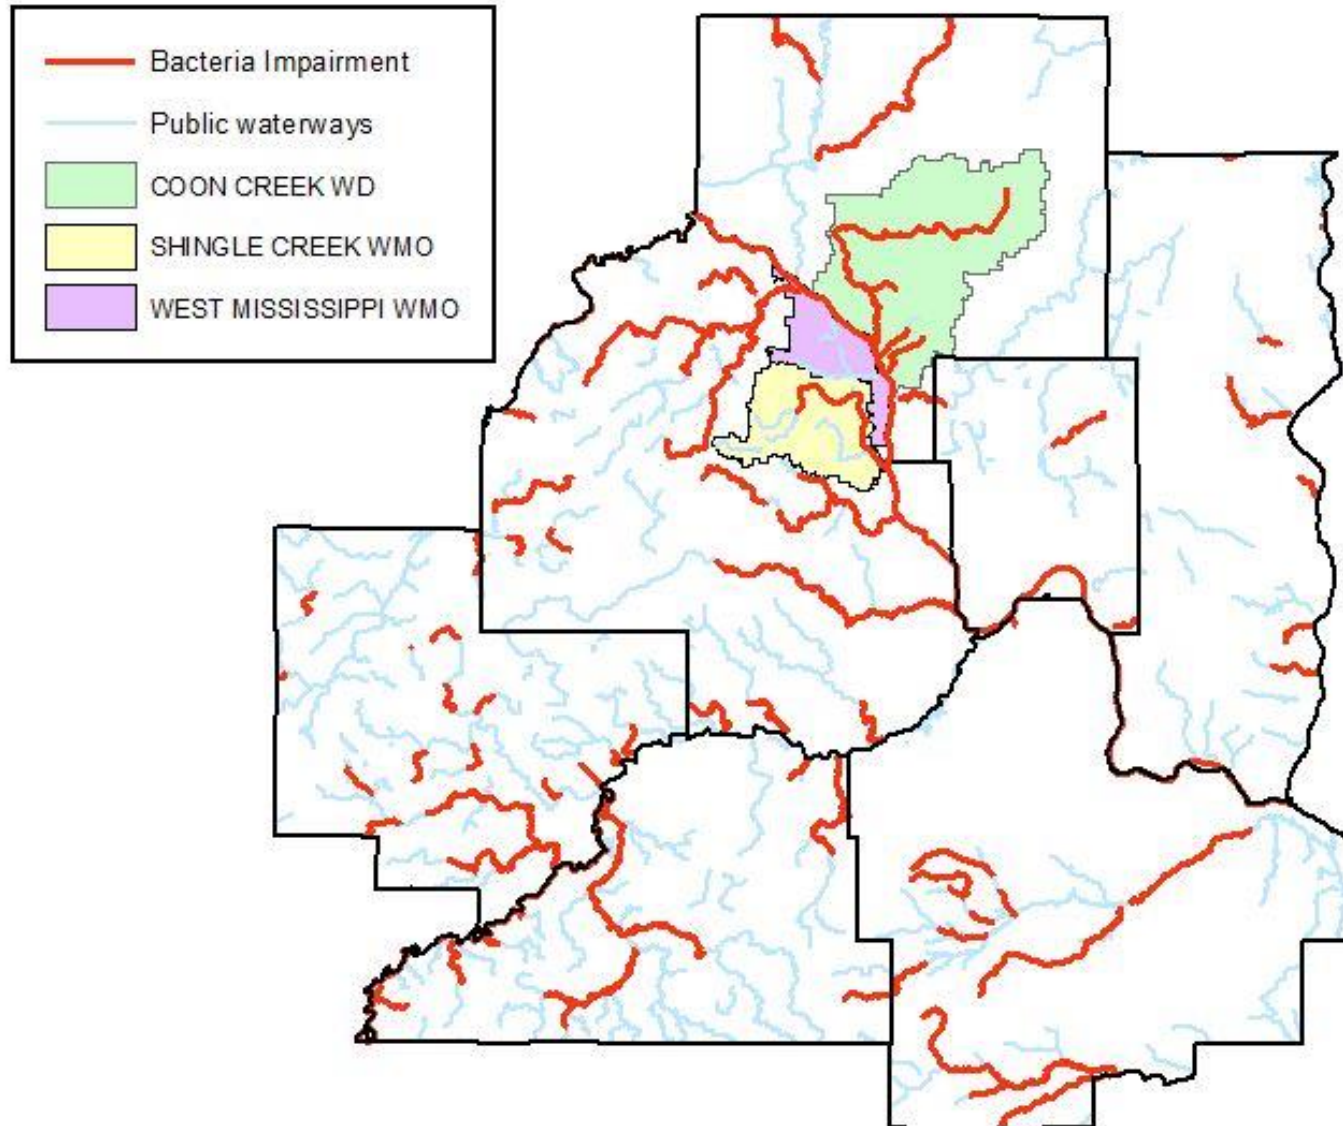 Bacteria Impairment
Public waterways
COON CREEK WD
SHINGLE CREEK WMO
WEST MISSISSIPPI WMO